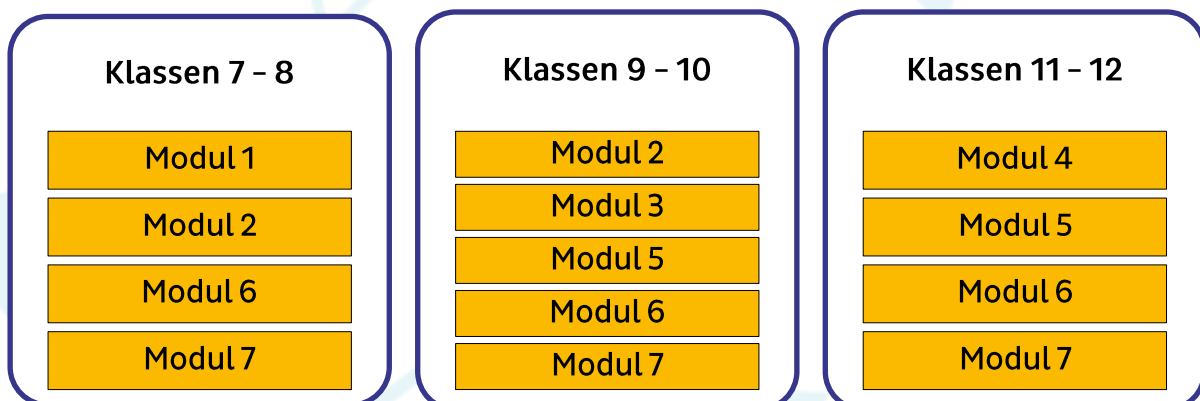 Klassen 7 – 8
Modul 1
Modul 2
Modul 6
Modul 7
Klassen 9 – 10
Modul 2
Modul 3
Modul 5
Modul 6
Modul 7
Klassen 11 – 12
Modul 4
Modul 5
Modul 6
Modul 7